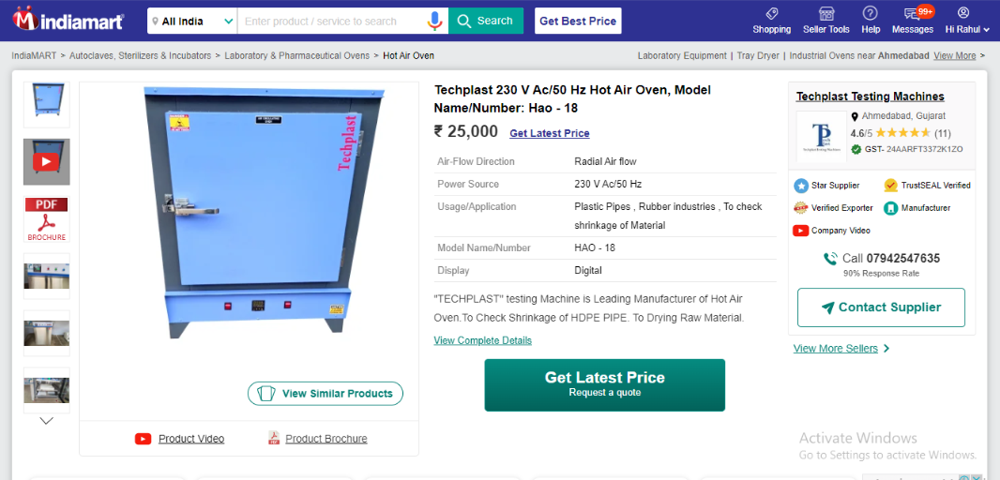 indiamart
All India
Enter product / service to search
Search
Get Best Price
Shopping
Seller Tools
Help
99+
Messages
Hi Rahul
IndiaMART > Autoclaves, Sterilizers & Incubators > Laboratory & Pharmaceutical Ovens > Hot Air Oven
Laboratory Equipment | Tray Dryer | Industrial Ovens near Ahmedabad View More >
PDF
BROCHURE
Techplast
View Similar Products
Product Video
Product Brochure
Techplast 230 V Ac/50 Hz Hot Air Oven, Model
Name/Number: Hao - 18
₹ 25,000 Get Latest Price
Air-Flow Direction Radial Air flow
Power Source 230 V Ac/50 Hz
Usage/Application Plastic Pipes , Rubber industries , To check
shrinkage of Material
Model Name/Number HAO - 18
Display Digital
"TECHPLAST" testing Machine is Leading Manufacturer of Hot Air
Oven.To Check Shrinkage of HDPE PIPE. To Drying Raw Material.
View Complete Details
Get Latest Price
Request a quote
Techplast Testing Machines
Ahmedabad, Gujarat
4.6/5 (11)
GST- 24AARFT3372K1ZO
Star Supplier
TrustSEAL Verified
Verified Exporter
Manufacturer
Company Video
Call 07942547635
90% Response Rate
Contact Supplier
View More Sellers
Activate Windows
Go to Settings to activate Windows.